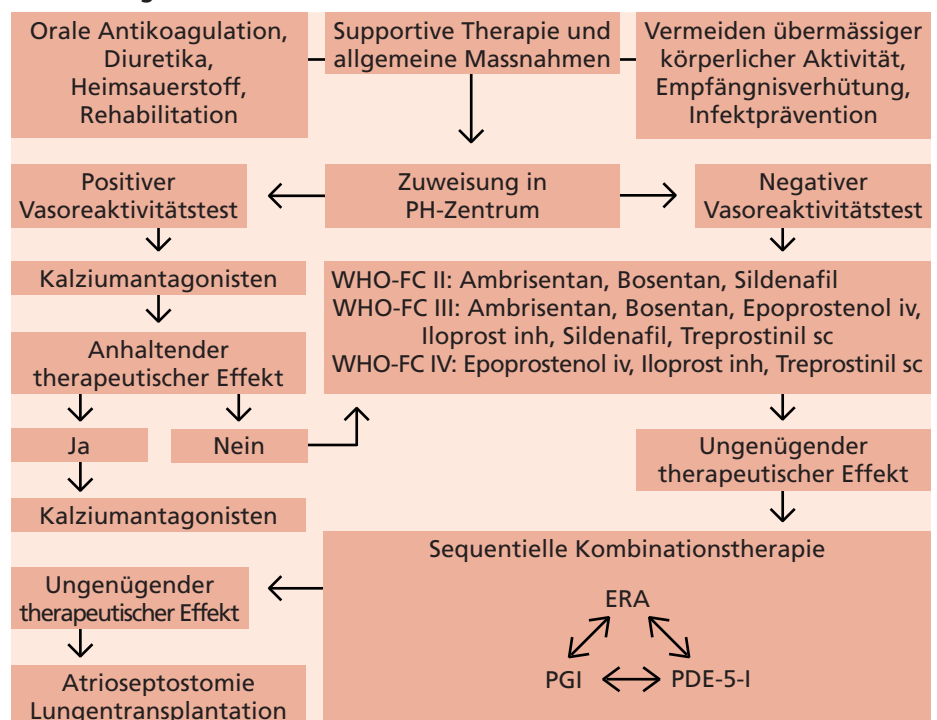 Orale Antikoagulation,
Diuretika,
Heimsauerstoff,
Rehabilitation
Supportive Therapie und
allgemeine Massnahmen
Vermeiden übermässiger
körperlicher Aktivität,
Empfängnisverhütung,
Infektprävention
Positiver
Vasoreaktivitätstest
Zuweisung in
PH-Zentrum
Negativer
Vasoreaktivitätstest
Kalziumantagonisten
WHO-FC II: Ambrisentan, Bosentan, Sildenafil
WHO-FC III: Ambrisentan, Bosentan, Epoprostenol iv,
Iloprost inh, Sildenafil, Treprostinil sc
WHO-FC IV: Epoprostenol iv, Iloprost inh, Treprostinil sc
Anhaltender
therapeutischer Effekt
Ja
Nein
Ungenügender
therapeutischer Effekt
Kalziumantagonisten
Sequentielle Kombinationstherapie
ERA
PGI
PDE-5-I
Ungenügender
therapeutischer Effekt
Atrioseptostomie
Lungentransplantation